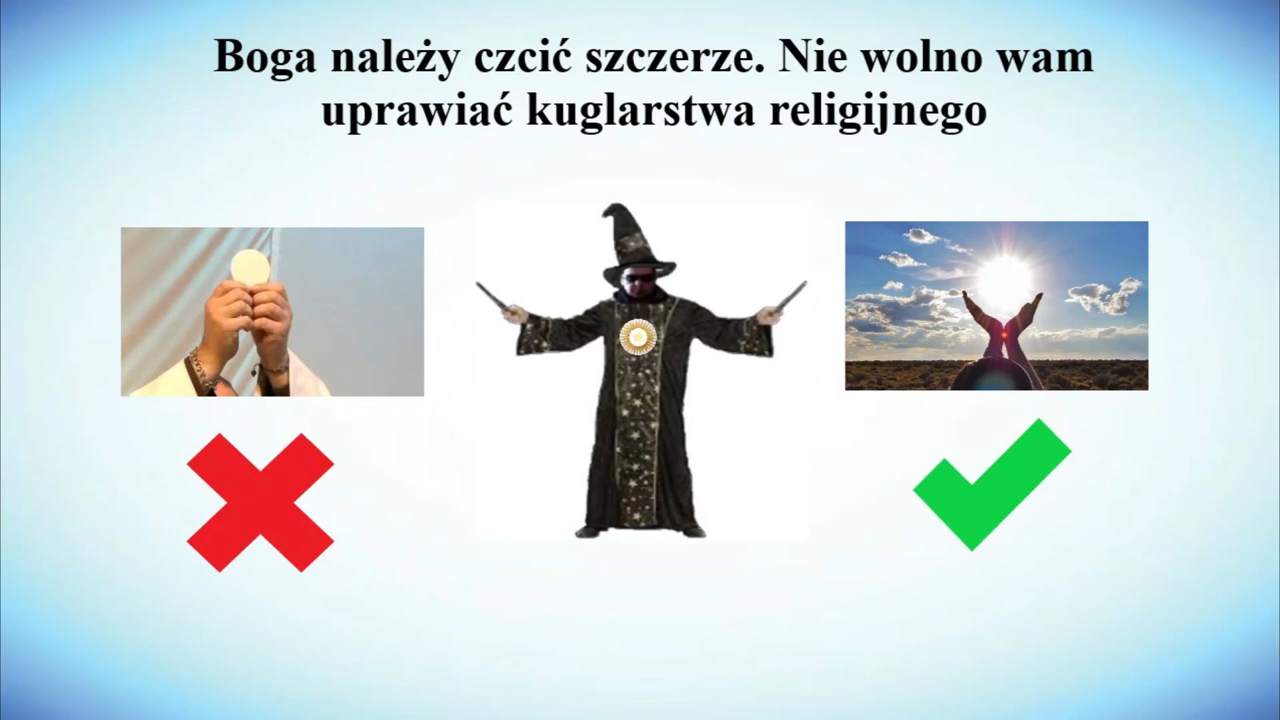 Boga należy czcić szczerze. Nie wolno wam
uprawiać kuglarstwa religijnego